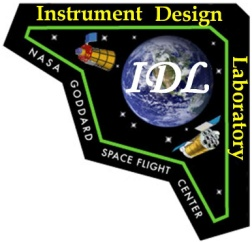 Instrument Design
Laboratory
IDL
NASA
GODDARD
SPACE FLIGHT
CENTER